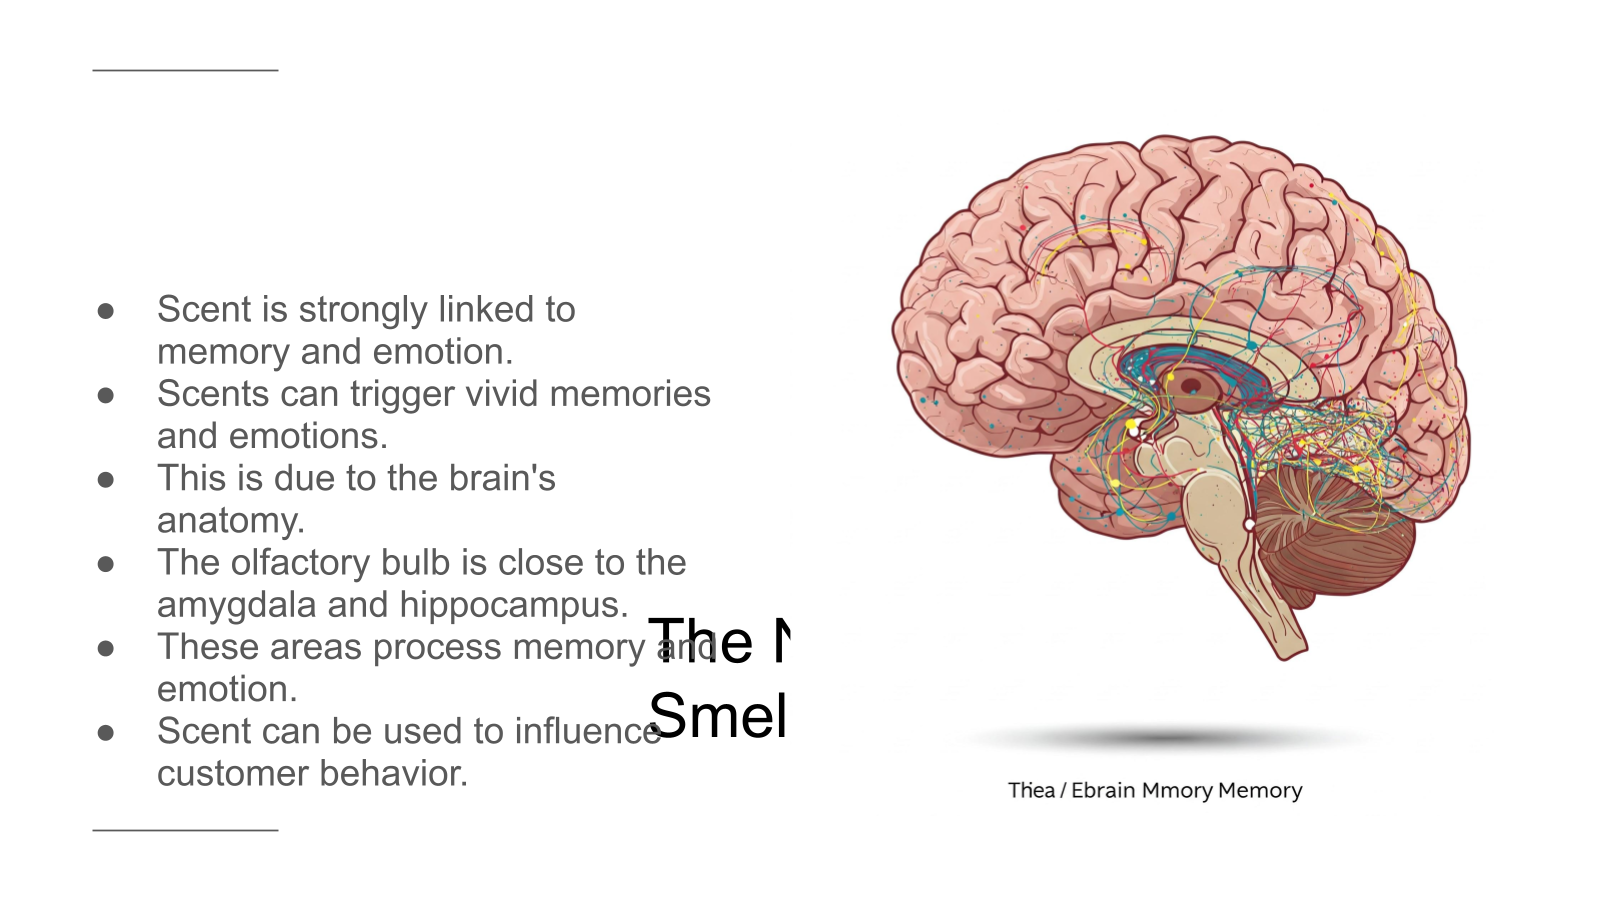 ● Scent is strongly linked to
memory and emotion.
● Scents can trigger vivid memories
and emotions.
● This is due to the brain's
anatomy.
● The olfactory bulb is close to the
amygdala and hippocampus.
● These areas process memory and
emotion.
● Scent can be used to influence
customer behavior.
The
Smel
Thea / Ebrain Mmory Memory